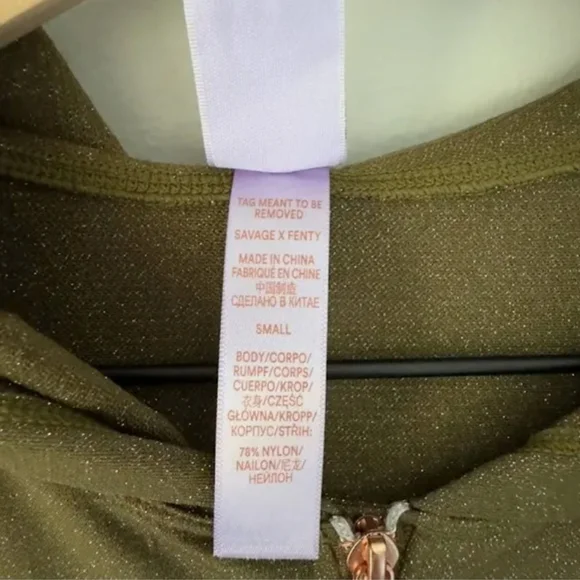 TAG MEANT TO BE
REMOVED
SAVAGE X FENTY
MADE IN CHINA
FABRIQUÉ EN CHINE
中国制造
СДЕЛАНО В КИТАЕ
SMALL
BODY/CORPO/
RUMPF/CORPS/
CUERPO/KROP/
衣身/CZĘŚĆ
GŁÓWNA/KROPP/
КОРПУС/STŘIH:
78% NYLON/
NAILON/尼龙/
НЕЙЛОН